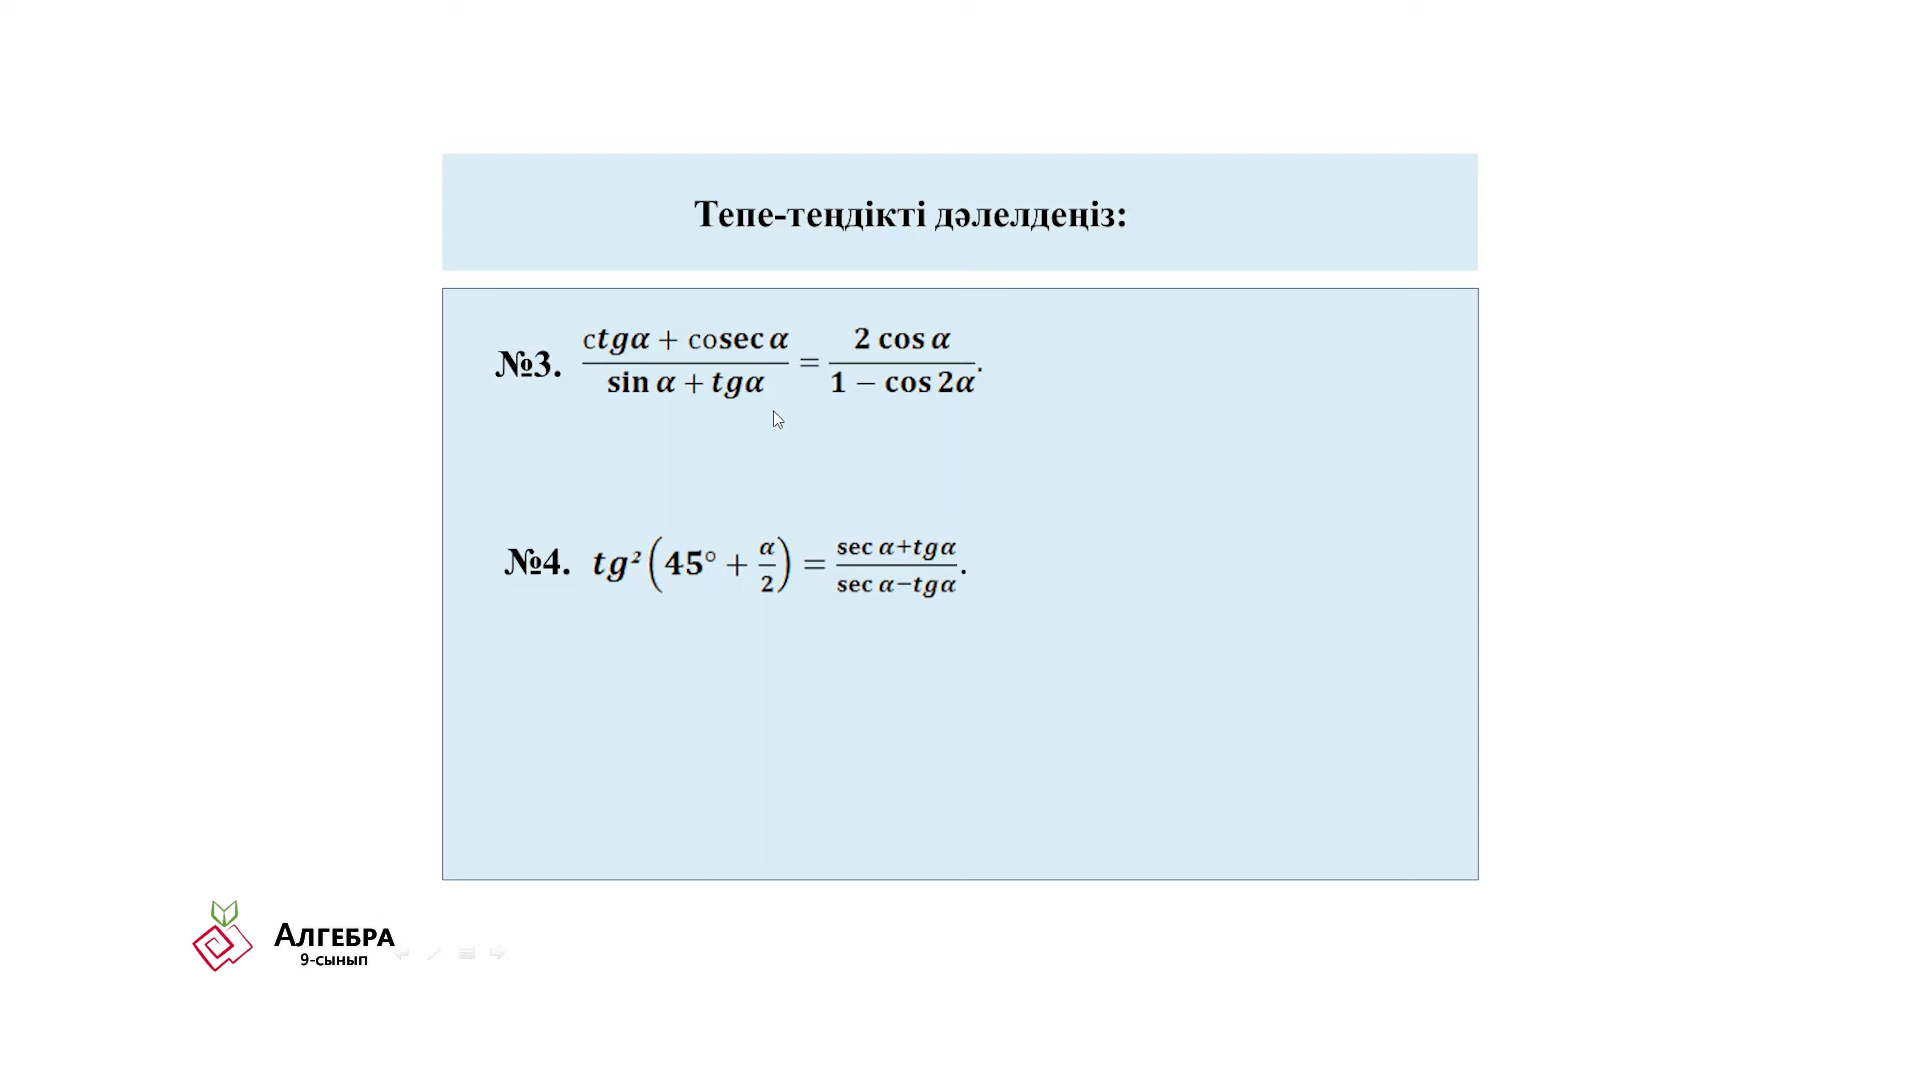 Тепе-теңдікті дәлелдеңіз:
№3. (ctgα + cosec α)/(sin α + tgα) = (2 cos α)/(1 − cos 2α).
№4. tg²(45° + α/2) = (sec α+tgα)/(sec α−tgα).
АЛГЕБРА
9-сынып